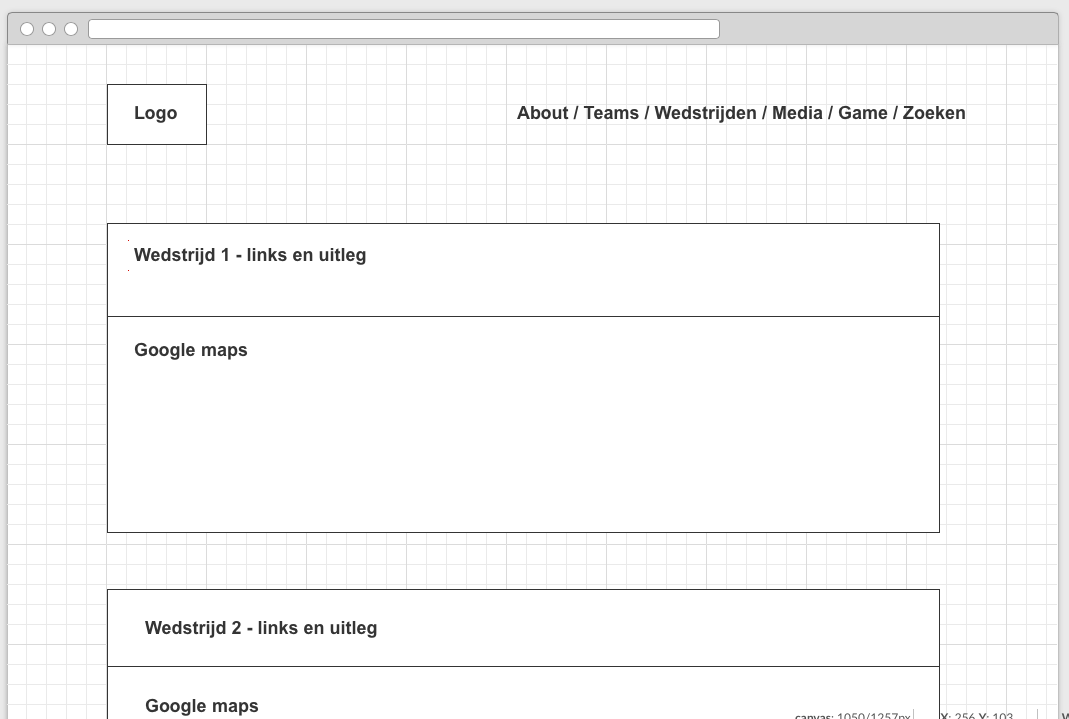 Logo
About / Teams / Wedstrijden / Media / Game / Zoeken
Wedstrijd 1 - links en uitleg
Google maps
Wedstrijd 2 - links en uitleg
Google maps
canvas: 1050/1257px X: 256 Y: 103